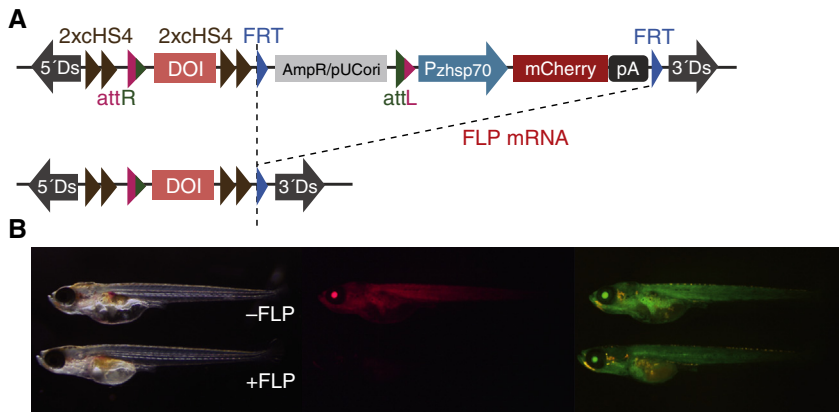 A
2xcHS4 2xcHS4 FRT FRT
5´Ds DOI AmpR/pUCori Pzhsp70 mCherry pA 3´Ds
attR attL
FLP mRNA
5´Ds DOI 3´Ds
B
–FLP
+FLP